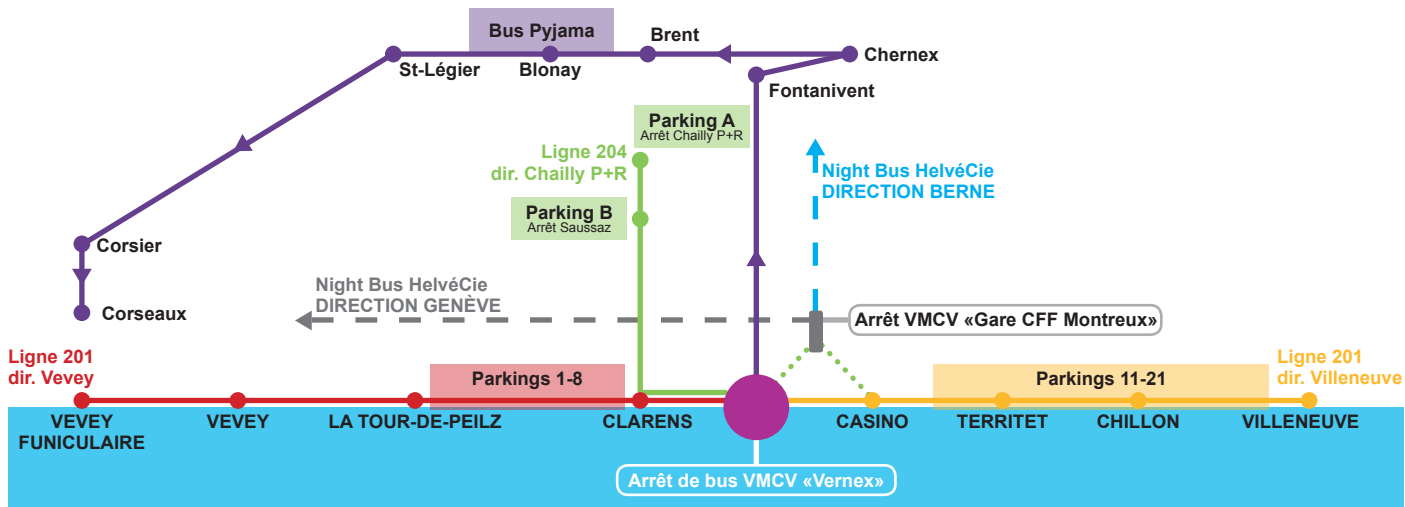 Bus Pyjama
Brent
Chernex
St-Légier
Blonay
Fontanivent
Parking A
Arrêt Chailly P+R
Ligne 204
dir. Chailly P+R
Night Bus HelvéCie
DIRECTION BERNE
Parking B
Arrêt Saussaz
Corsier
Night Bus HelvéCie
DIRECTION GENÈVE
Corseaux
Arrêt VMCV «Gare CFF Montreux»
Ligne 201
dir. Vevey
Parkings 1-8
Parkings 11-21
Ligne 201
dir. Villeneuve
VEVEY
FUNICULAIRE
VEVEY
LA TOUR-DE-PEILZ
CLARENS
CASINO
TERRITET
CHILLON
VILLENEUVE
Arrêt de bus VMCV «Vernex»